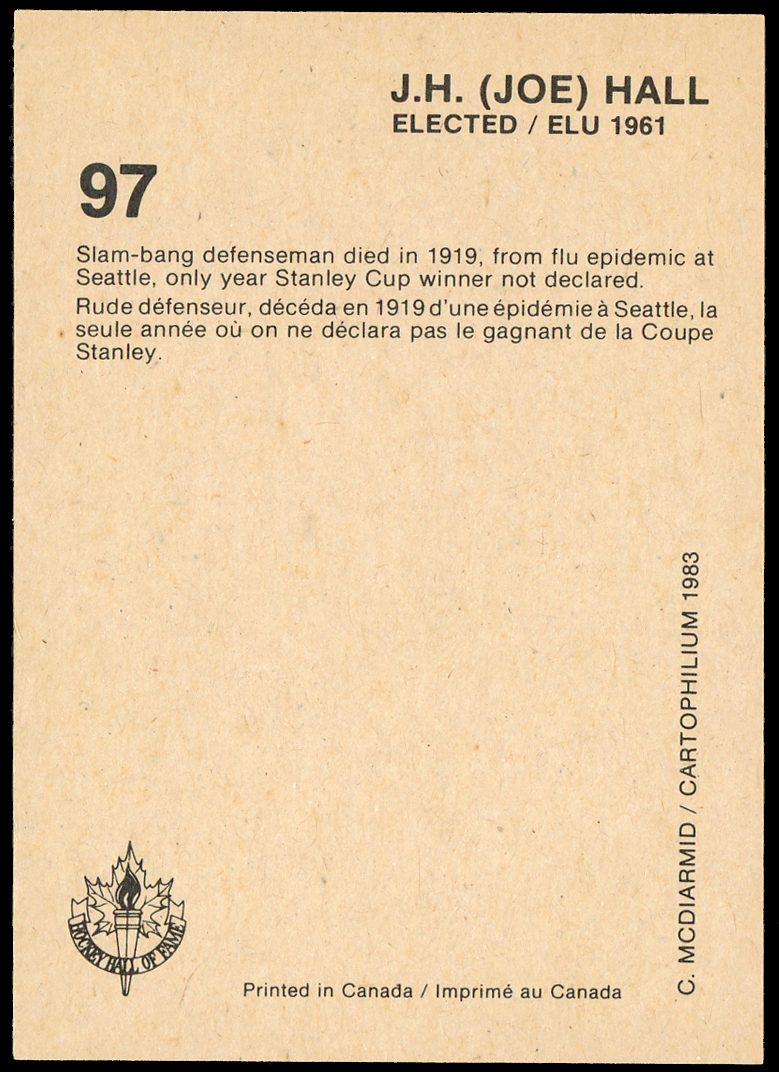 J.H. (JOE) HALL
ELECTED / ELU 1961
97
Slam-bang defenseman died in 1919, from flu epidemic at
Seattle, only year Stanley Cup winner not declared.
Rude défenseur, décéda en 1919 d'une épidémie à Seattle, la
seule année où on ne déclara pas le gagnant de la Coupe
Stanley.
C. MCDIARMID / CARTOPHILIUM 1983
HOCKEY HALL OF FAME
Printed in Canada / Imprimé au Canada